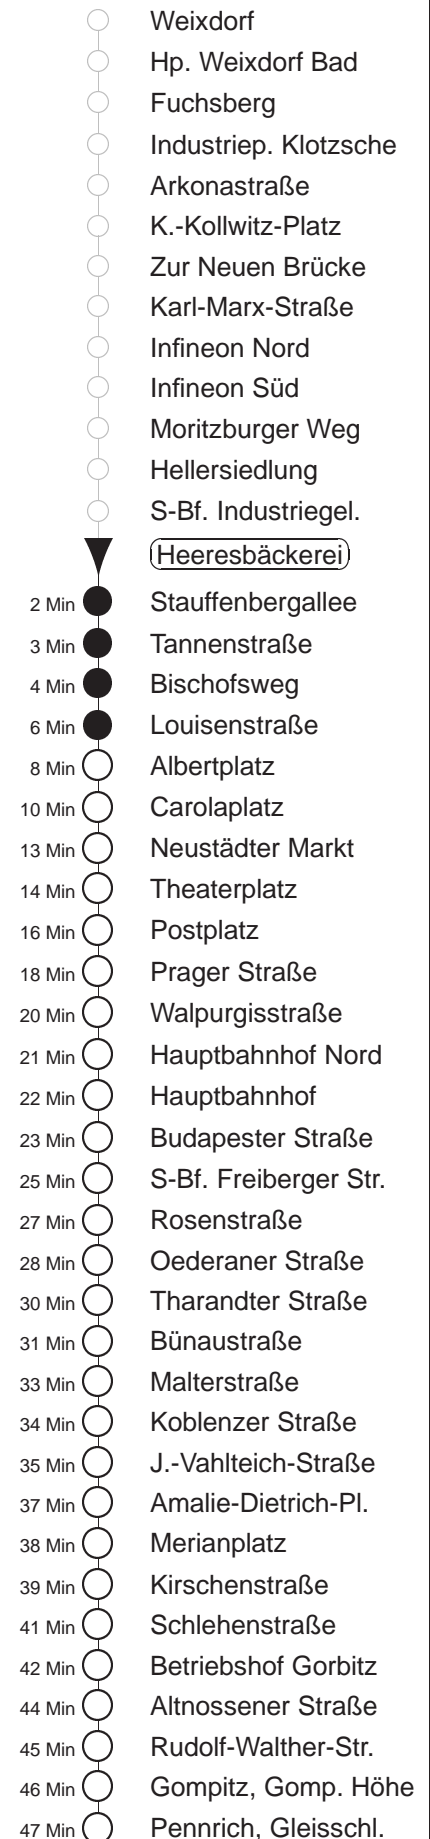 Weixdorf
Hp. Weixdorf Bad
Fuchsberg
Industriep. Klotzsche
Arkonastraße
K.-Kollwitz-Platz
Zur Neuen Brücke
Karl-Marx-Straße
Infineon Nord
Infineon Süd
Moritzburger Weg
Hellersiedlung
S-Bf. Industriegel.
Heeresbäckerei
2 Min Stauffenbergallee
3 Min Tannenstraße
4 Min Bischofsweg
6 Min Louisenstraße
8 Min Albertplatz
10 Min Carolaplatz
13 Min Neustädter Markt
14 Min Theaterplatz
16 Min Postplatz
18 Min Prager Straße
20 Min Walpurgisstraße
21 Min Hauptbahnhof Nord
22 Min Hauptbahnhof
23 Min Budapester Straße
25 Min S-Bf. Freiberger Str.
27 Min Rosenstraße
28 Min Oederaner Straße
30 Min Tharandter Straße
31 Min Bünaustraße
33 Min Malterstraße
34 Min Koblenzer Straße
35 Min J.-Vahlteich-Straße
37 Min Amalie-Dietrich-Pl.
38 Min Merianplatz
39 Min Kirschenstraße
41 Min Schlehenstraße
42 Min Betriebshof Gorbitz
44 Min Altnossener Straße
45 Min Rudolf-Walther-Str.
46 Min Gompitz, Gomp. Höhe
47 Min Pennrich, Gleisschl.